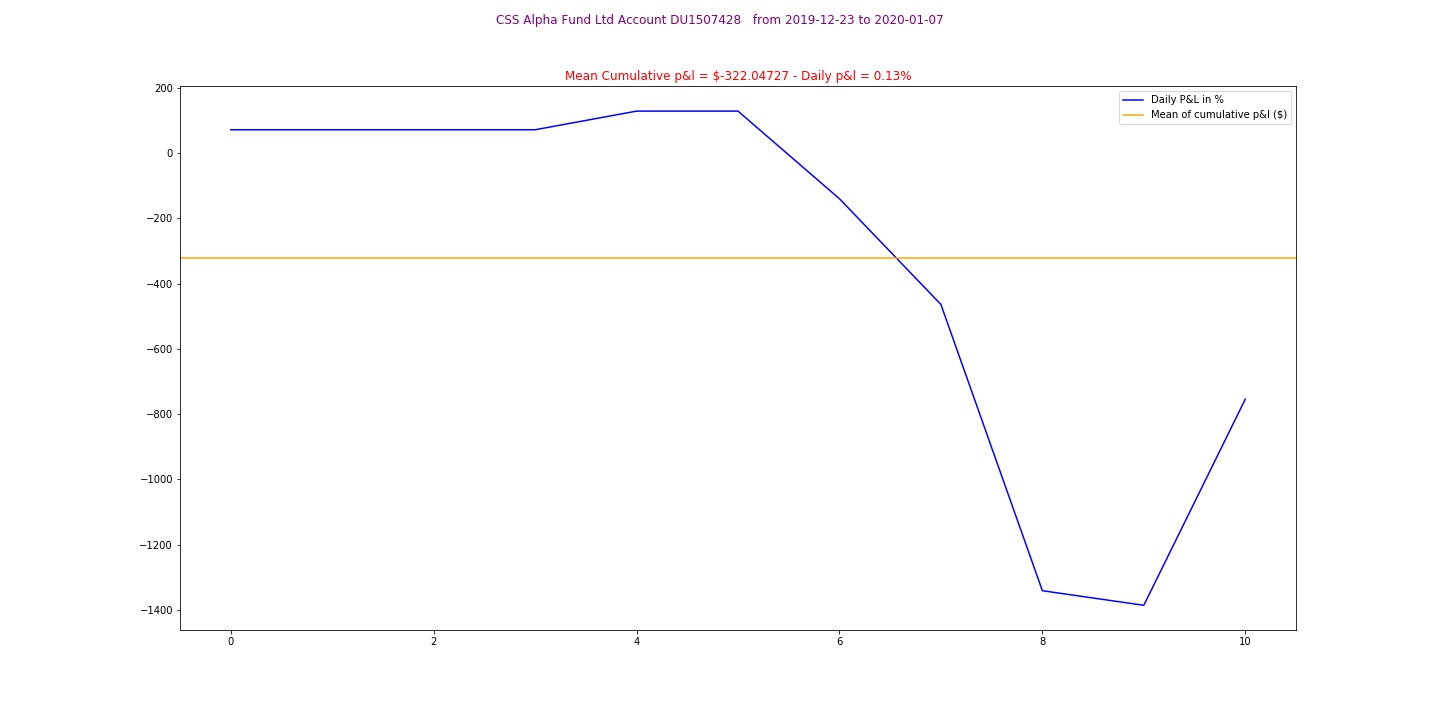 CSS Alpha Fund Ltd Account DU1507428   from 2019-12-23 to 2020-01-07
Mean Cumulative p&l = $-322.04727 - Daily p&l = 0.13%
Daily P&L in %
Mean of cumulative p&l ($)
200
0
−200
−400
−600
−800
−1000
−1200
−1400
0 2 4 6 8 10